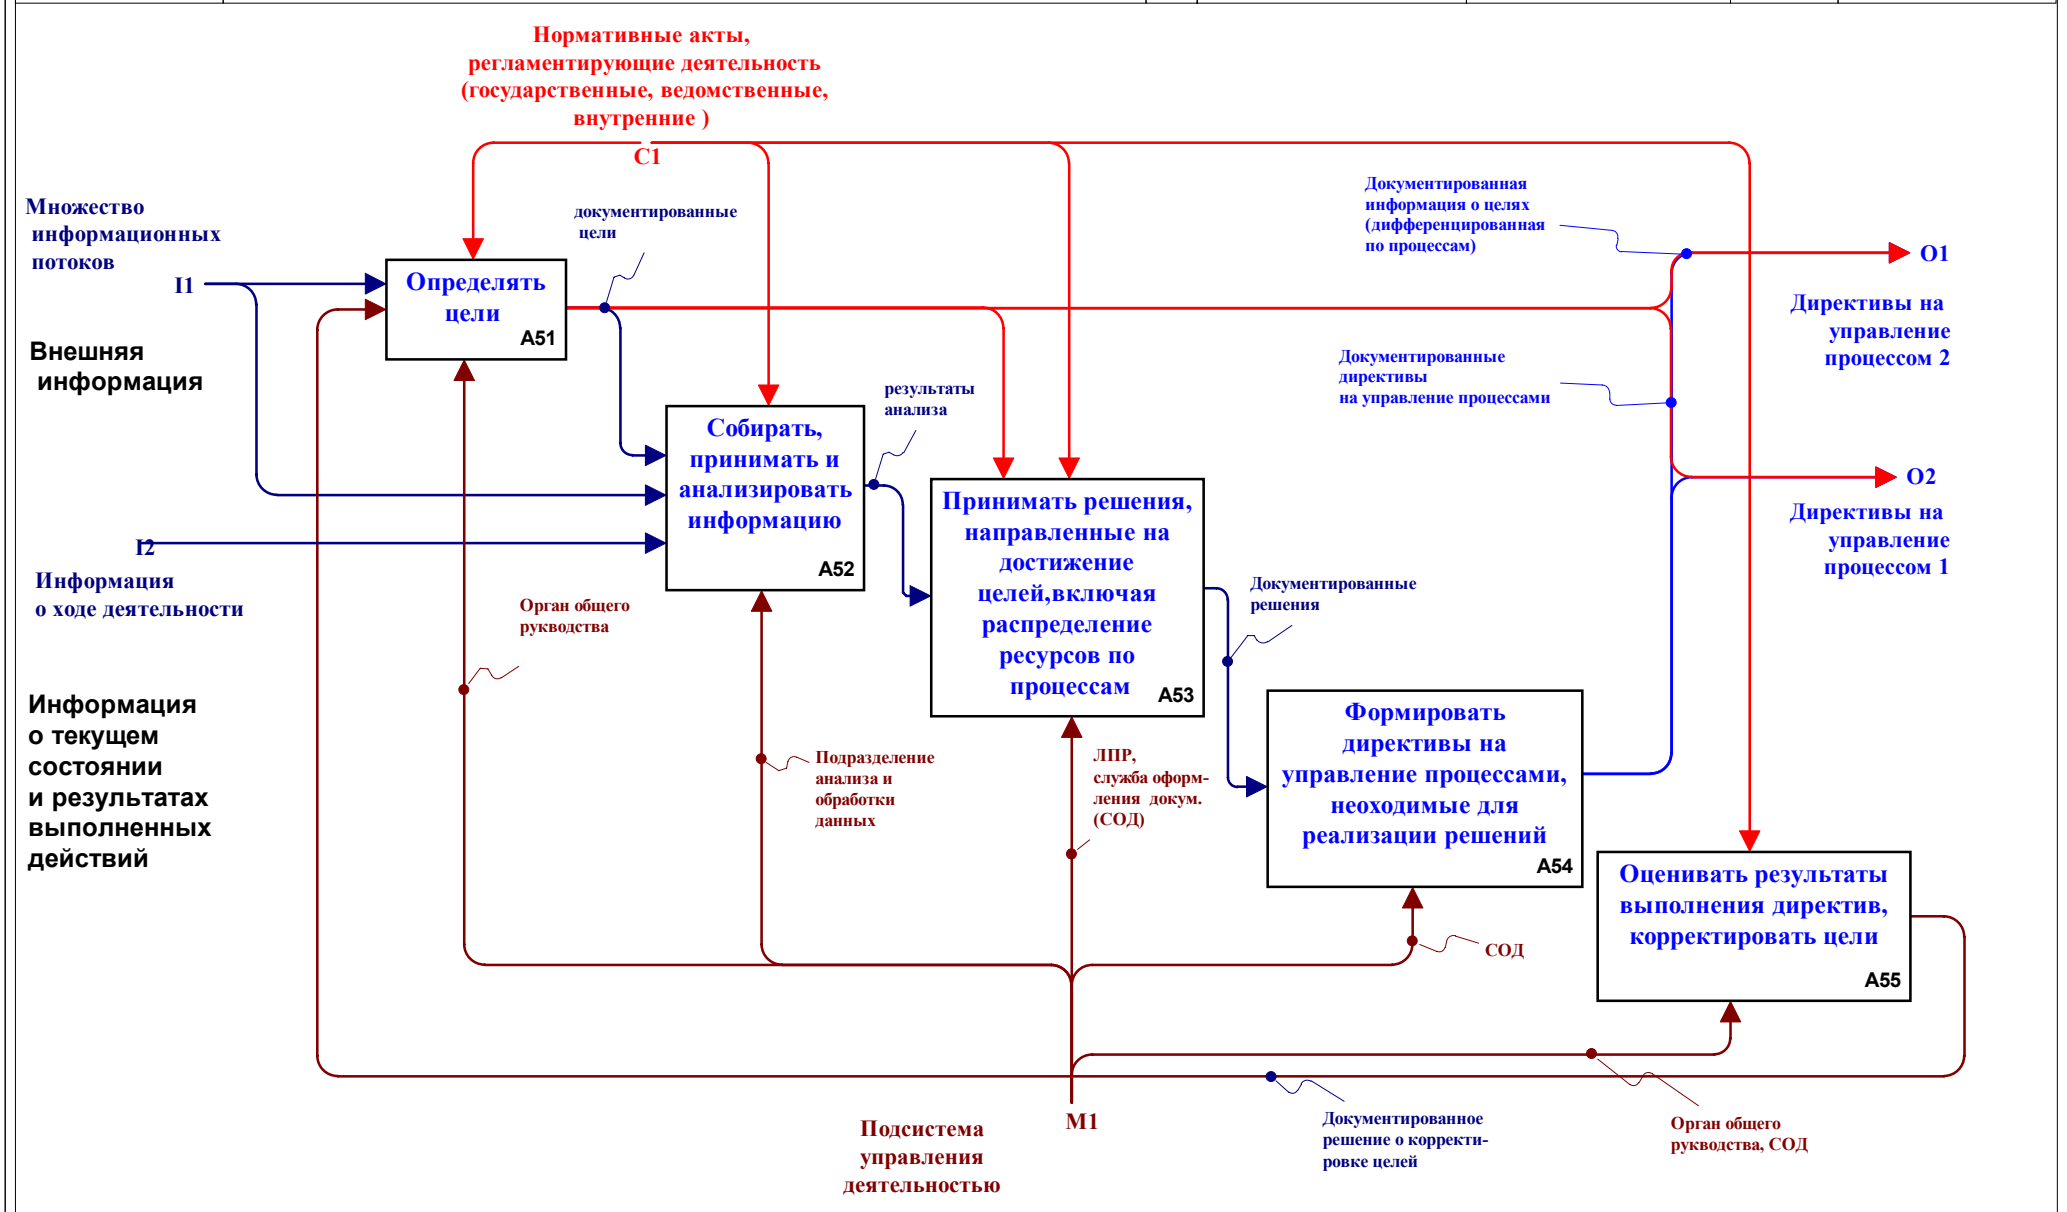 Нормативные акты,
регламентирующие деятельность
(государственные, ведомственные,
внутренние )
C1
Множество
информационных
потоков
I1
Внешняя
информация
документированные
цели
Определять
цели
A51
Документированная
информация о целях
(дифференцированная
по процессам)
O1
Директивы на
управление
процессом 2
Документированные
директивы
на управление процессами
O2
Директивы на
управление
процессом 1
результаты
анализа
Собирать,
принимать и
анализировать
информацию
A52
I2
Информация
о ходе деятельности
Принимать решения,
направленные на
достижение
целей,включая
распределение
ресурсов по
процессам
A53
Документированные
решения
Орган общего
рукводства
Информация
о текущем
состоянии
и результатах
выполненных
действий
Подразделение
анализа и
обработки
данных
ЛПР,
служба оформ-
ления докум.
(СОД)
Формировать
директивы на
управление процессами,
неоходимые для
реализации решений
A54
Оценивать результаты
выполнения директив,
корректировать цели
A55
СОД
M1
Подсистема
управления
деятельностью
Документированное
решение о корректи-
ровке целей
Орган общего
рукводства, СОД